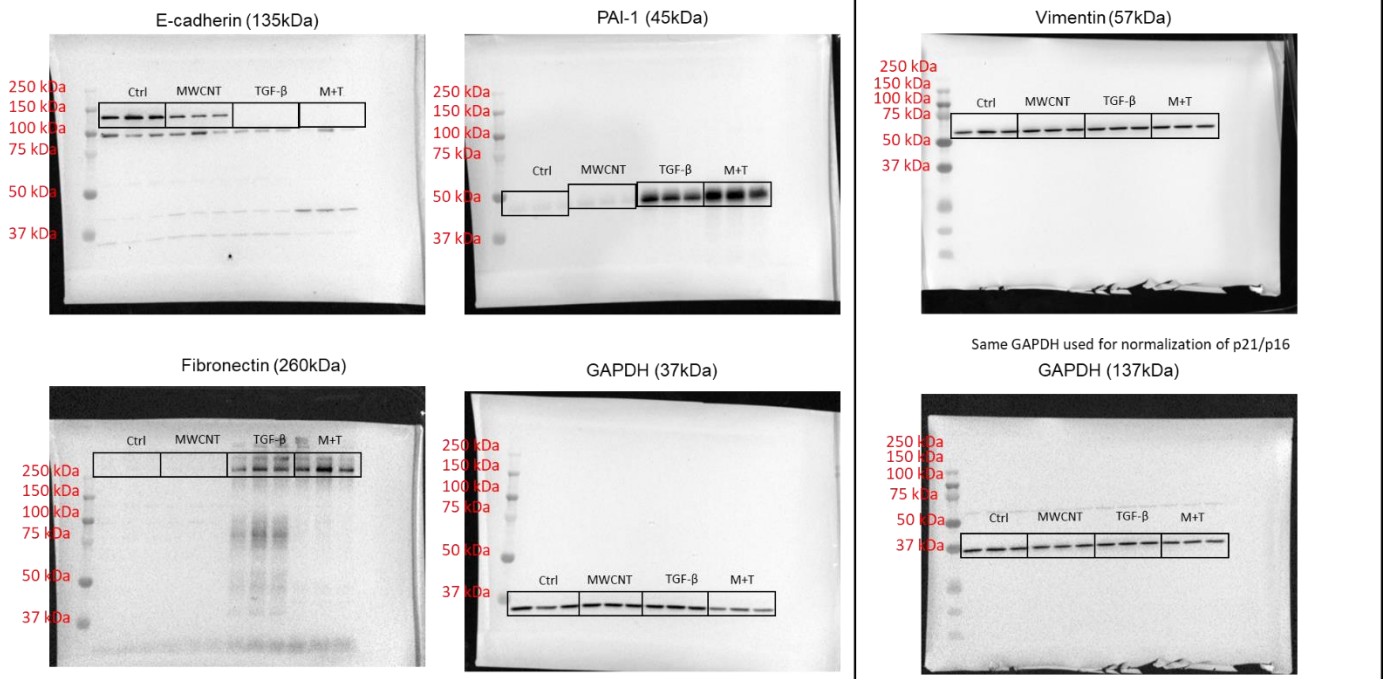 E-cadherin (135kDa)
250 kDa
150 kDa
100 kDa
75 kDa
50 kDa
37 kDa
Ctrl MWCNT TGF-β M+T
PAI-1 (45kDa)
250 kDa
150 kDa
100 kDa
75 kDa
50 kDa
37 kDa
Ctrl MWCNT TGF-β M+T
Vimentin (57kDa)
250 kDa
150 kDa
100 kDa
75 kDa
50 kDa
37 kDa
Ctrl MWCNT TGF-β M+T
Fibronectin (260kDa)
250 kDa
150 kDa
100 kDa
75 kDa
50 kDa
37 kDa
Ctrl MWCNT TGF-β M+T
GAPDH (37kDa)
250 kDa
150 kDa
100 kDa
75 kDa
50 kDa
37 kDa
Ctrl MWCNT TGF-β M+T
Same GAPDH used for normalization of p21/p16
GAPDH (137kDa)
250 kDa
150 kDa
100 kDa
75 kDa
50 kDa
37 kDa
Ctrl MWCNT TGF-β M+T